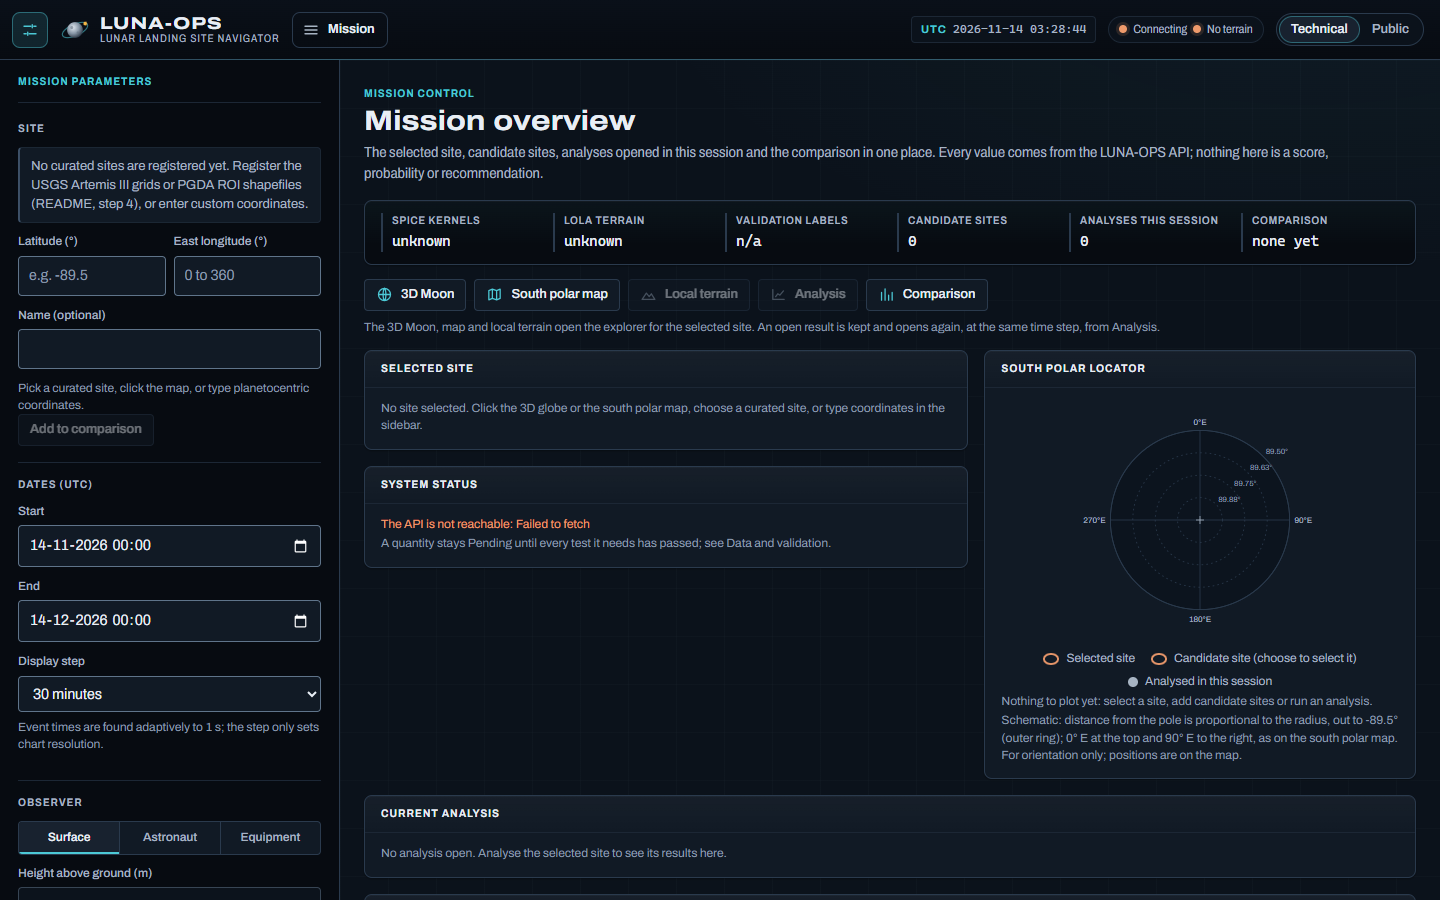 LUNA-OPS
LUNAR LANDING SITE NAVIGATOR
Mission
UTC 2026-11-14 03:28:44
Connecting
No terrain
Technical
Public
MISSION PARAMETERS
SITE
No curated sites are registered yet. Register the
USGS Artemis III grids or PGDA ROI shapefiles
(README, step 4), or enter custom coordinates.
Latitude (°)
East longitude (°)
e.g. -89.5
0 to 360
Name (optional)
Pick a curated site, click the map, or type planetocentric
coordinates.
Add to comparison
DATES (UTC)
Start
14-11-2026 00:00
End
14-12-2026 00:00
Display step
30 minutes
Event times are found adaptively to 1 s; the step only sets
chart resolution.
OBSERVER
Surface
Astronaut
Equipment
Height above ground (m)
MISSION CONTROL
Mission overview
The selected site, candidate sites, analyses opened in this session and the comparison in one place. Every value comes from the LUNA-OPS API; nothing here is a score,
probability or recommendation.
SPICE KERNELS
unknown
LOLA TERRAIN
unknown
VALIDATION LABELS
n/a
CANDIDATE SITES
0
ANALYSES THIS SESSION
0
COMPARISON
none yet
3D Moon
South polar map
Local terrain
Analysis
Comparison
The 3D Moon, map and local terrain open the explorer for the selected site. An open result is kept and opens again, at the same time step, from Analysis.
SELECTED SITE
No site selected. Click the 3D globe or the south polar map, choose a curated site, or type coordinates in the
sidebar.
SYSTEM STATUS
The API is not reachable: Failed to fetch
A quantity stays Pending until every test it needs has passed; see Data and validation.
SOUTH POLAR LOCATOR
0°E
89.50°
89.63°
89.75°
89.88°
270°E
90°E
180°E
Selected site
Candidate site (choose to select it)
Analysed in this session
Nothing to plot yet: select a site, add candidate sites or run an analysis.
Schematic: distance from the pole is proportional to the radius, out to -89.5°
(outer ring); 0° E at the top and 90° E to the right, as on the south polar map.
For orientation only; positions are on the map.
CURRENT ANALYSIS
No analysis open. Analyse the selected site to see its results here.